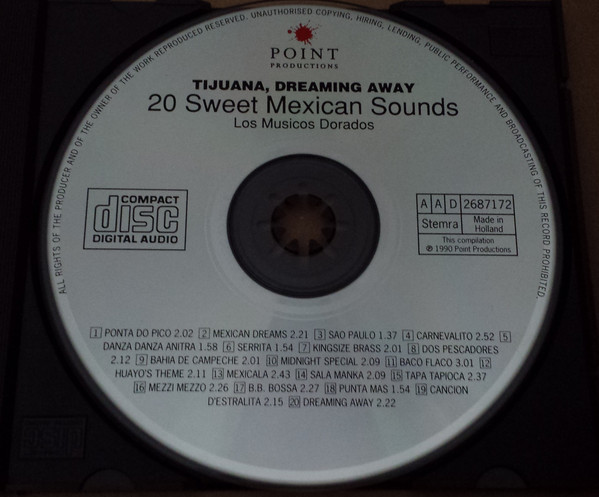 ALL RIGHTS OF THE PRODUCER AND OF THE OWNER OF THE WORK REPRODUCED RESERVED. UNAUTHORISED COPYING, HIRING, LENDING, PUBLIC PERFORMANCE AND BROADCASTING OF THIS RECORD PROHIBITED.
POINT
PRODUCTIONS
TIJUANA, DREAMING AWAY
20 Sweet Mexican Sounds
Los Musicos Dorados
COMPACT
disc
DIGITAL AUDIO
A A D 2687172
Stemra Made in Holland
This compilation
℗ 1990 Point Productions
1 PONTA DO PICO 2.02 2 MEXICAN DREAMS 2.21 3 SAO PAULO 1.37 4 CARNEVALITO 2.52 5
DANZA DANZA ANITRA 1.58 6 SERRITA 1.54 7 KINGSIZE BRASS 2.01 8 DOS PESCADORES
2.12 9 BAHIA DE CAMPECHE 2.01 10 MIDNIGHT SPECIAL 2.09 11 BACO FLACO 3.01 12
HUAYO'S THEME 2.11 13 MEXICALA 2.43 14 SALA MANKA 2.09 15 TAPA TAPIOCA 2.37
16 MEZZI MEZZO 2.26 17 B.B. BOSSA 2.27 18 PUNTA MAS 1.54 19 CANCION
D'ESTRALITA 2.15 20 DREAMING AWAY 2.22